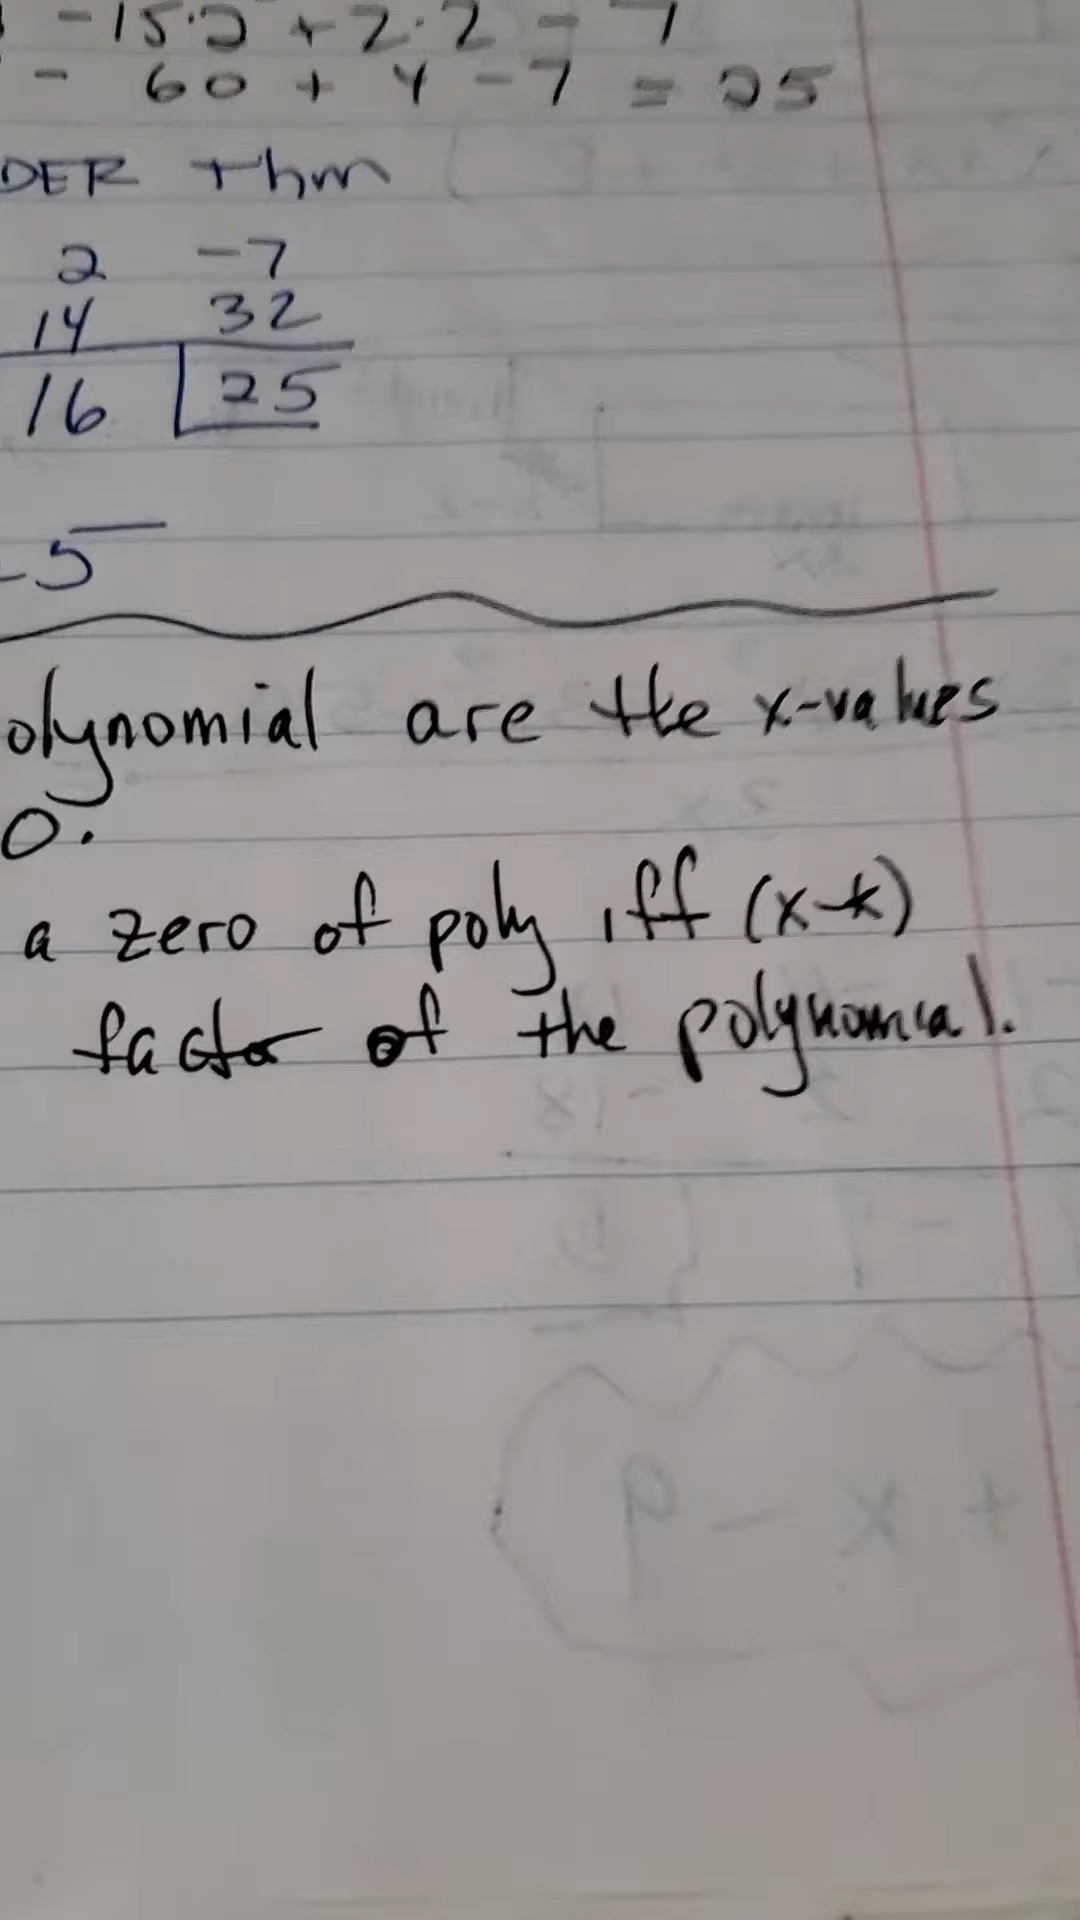 -15·2 + 2·2 - 7
- 60 + 4 - 7 = 25
DER thm
2 -7
14 32
16 25
-5
olynomial are the x-values
0.
a zero of poly iff (x-k)
factor of the polynomial.